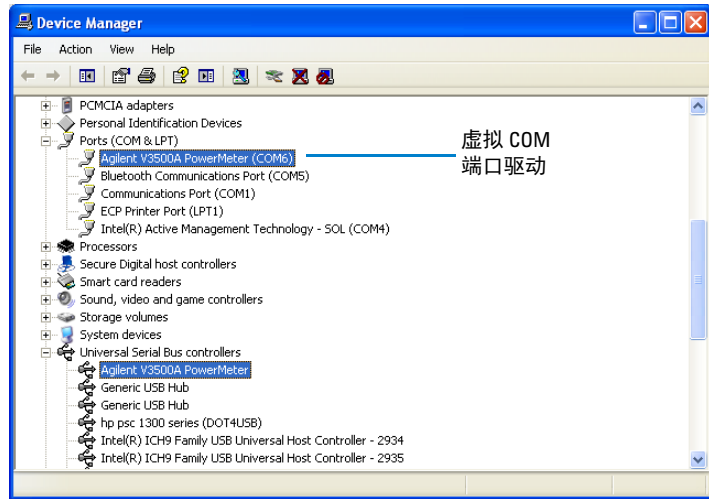 Device Manager
File Action View Help
PCMCIA adapters
Personal Identification Devices
Ports (COM & LPT)
Agilent V3500A PowerMeter (COM6)
Bluetooth Communications Port (COM5)
Communications Port (COM1)
ECP Printer Port (LPT1)
Intel(R) Active Management Technology - SOL (COM4)
Processors
Secure Digital host controllers
Smart card readers
Sound, video and game controllers
Storage volumes
System devices
Universal Serial Bus controllers
Agilent V3500A PowerMeter
Generic USB Hub
Generic USB Hub
hp psc 1300 series (DOT4USB)
Intel(R) ICH9 Family USB Universal Host Controller - 2934
Intel(R) ICH9 Family USB Universal Host Controller - 2935
虚拟 COM
端口驱动